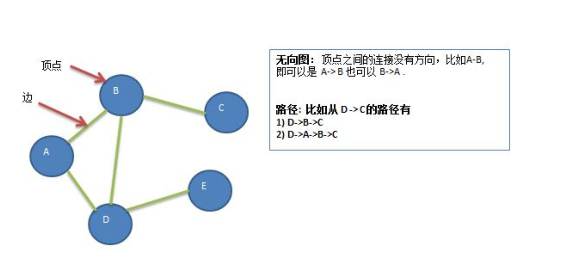 顶点
边
B
C
A
E
D
无向图：顶点之间的连接没有方向，比如A-B,
即可以是 A-> B 也可以 B->A .
路径: 比如从 D ->C的路径有
1) D->B->C
2) D->A->B->C